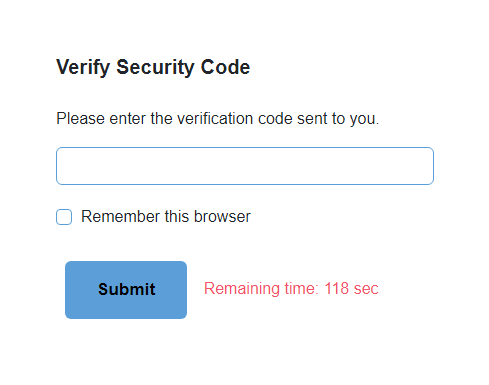 Verify Security Code
Please enter the verification code sent to you.
Remember this browser
Submit
Remaining time: 118 sec